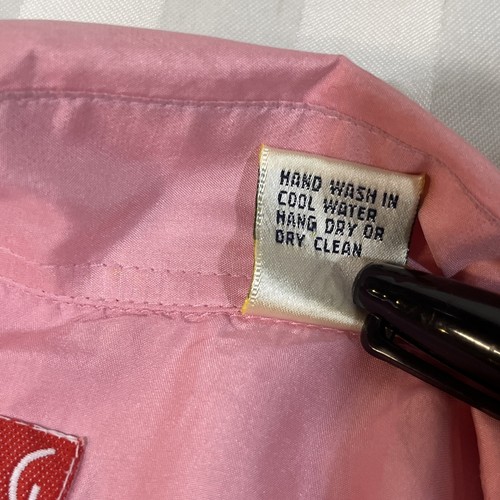 HAND WASH IN
COOL WATER
HANG DRY OR
DRY CLEAN